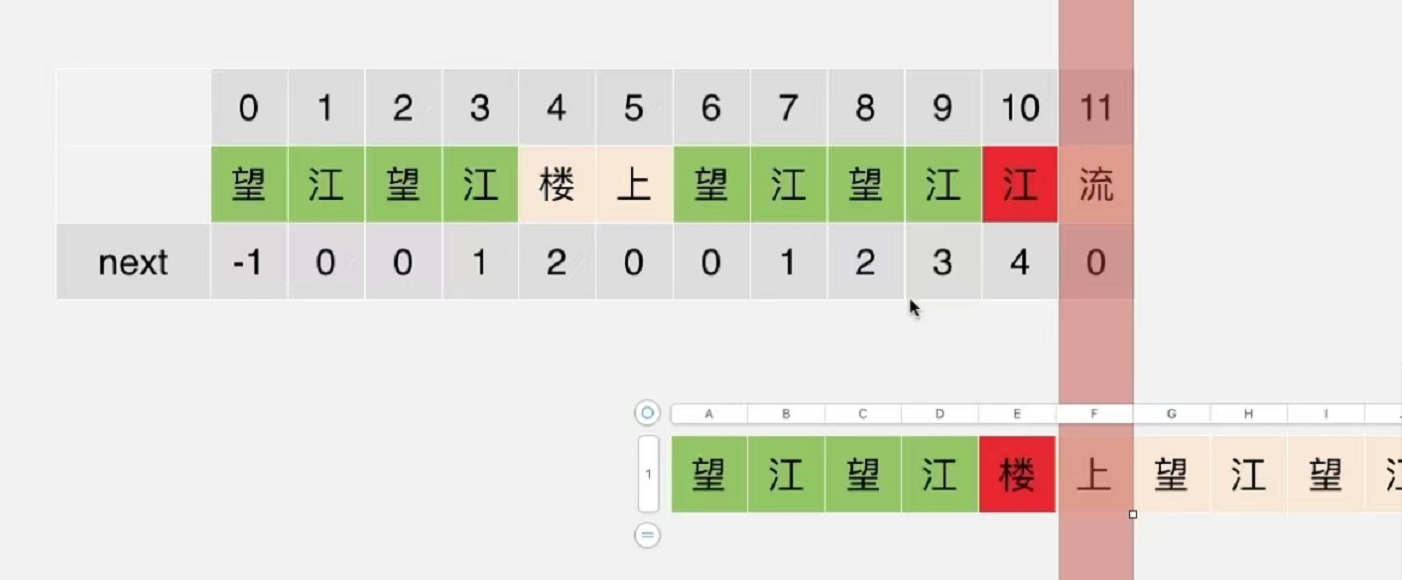 0 1 2 3 4 5 6 7 8 9 10 11
望 江 望 江 楼 上 望 江 望 江 江 流
next -1 0 0 1 2 0 0 1 2 3 4 0
A B C D E F G H I
1 望 江 望 江 楼 上 望 江 望 江